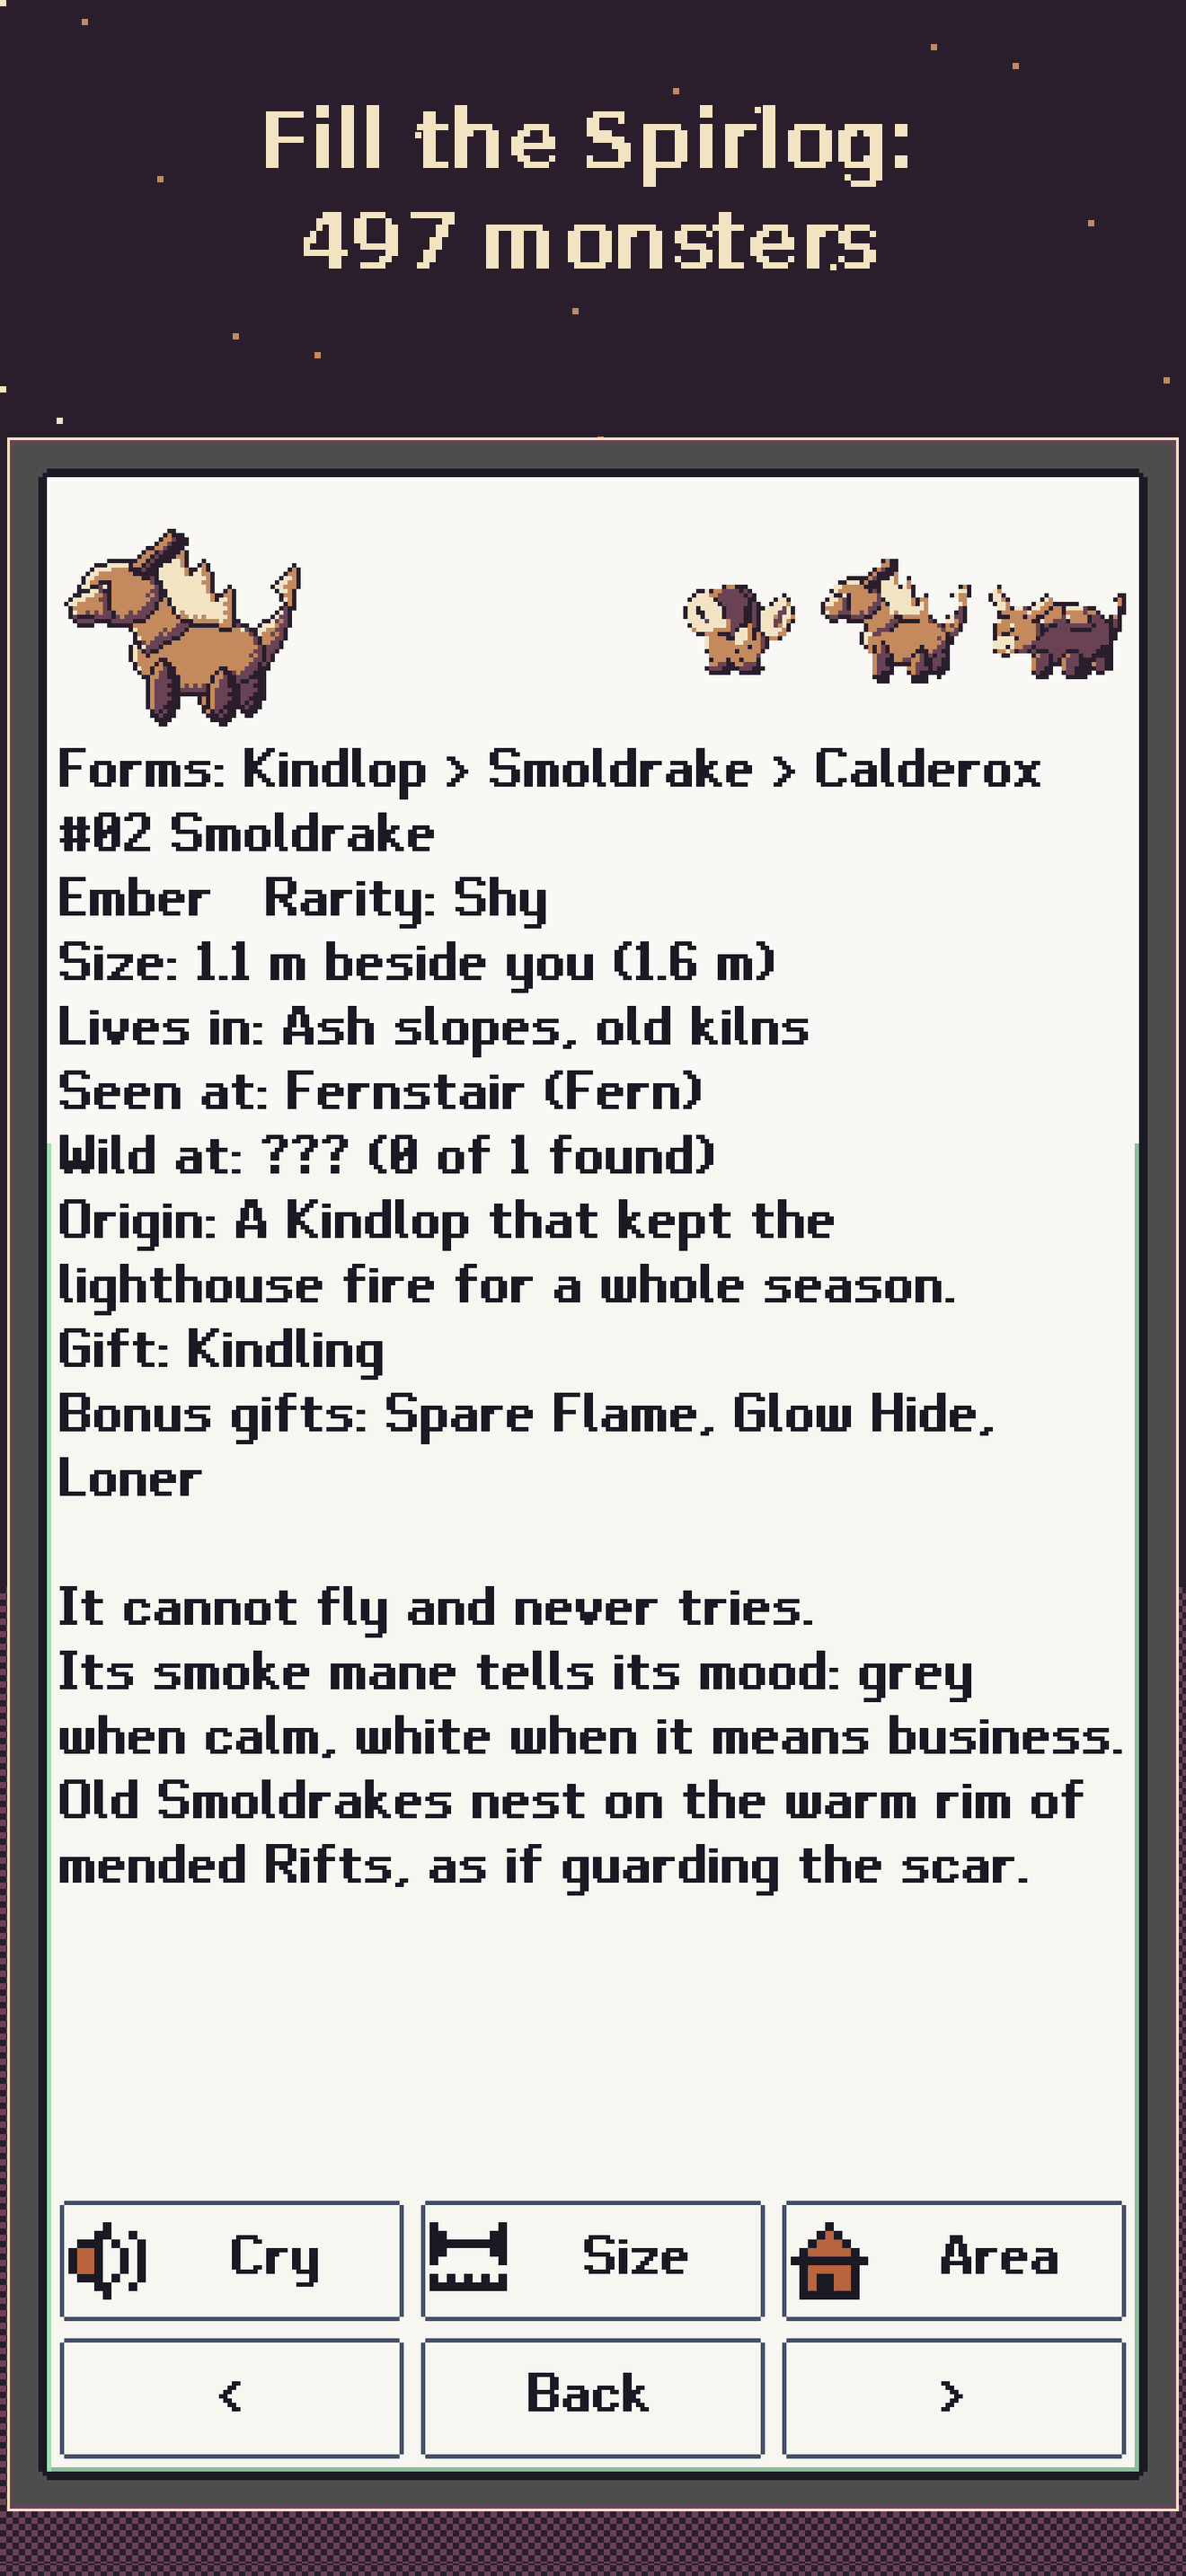 Fill the Spirlog:
497 monsters
Forms: Kindlop > Smoldrake > Calderox
#02 Smoldrake
Ember Rarity: Shy
Size: 1.1 m beside you (1.6 m)
Lives in: Ash slopes, old kilns
Seen at: Fernstair (Fern)
Wild at: ??? (0 of 1 found)
Origin: A Kindlop that kept the
lighthouse fire for a whole season.
Gift: Kindling
Bonus gifts: Spare Flame, Glow Hide,
Loner
It cannot fly and never tries.
Its smoke mane tells its mood: grey
when calm, white when it means business.
Old Smoldrakes nest on the warm rim of
mended Rifts, as if guarding the scar.
Cry Size Area
< Back >